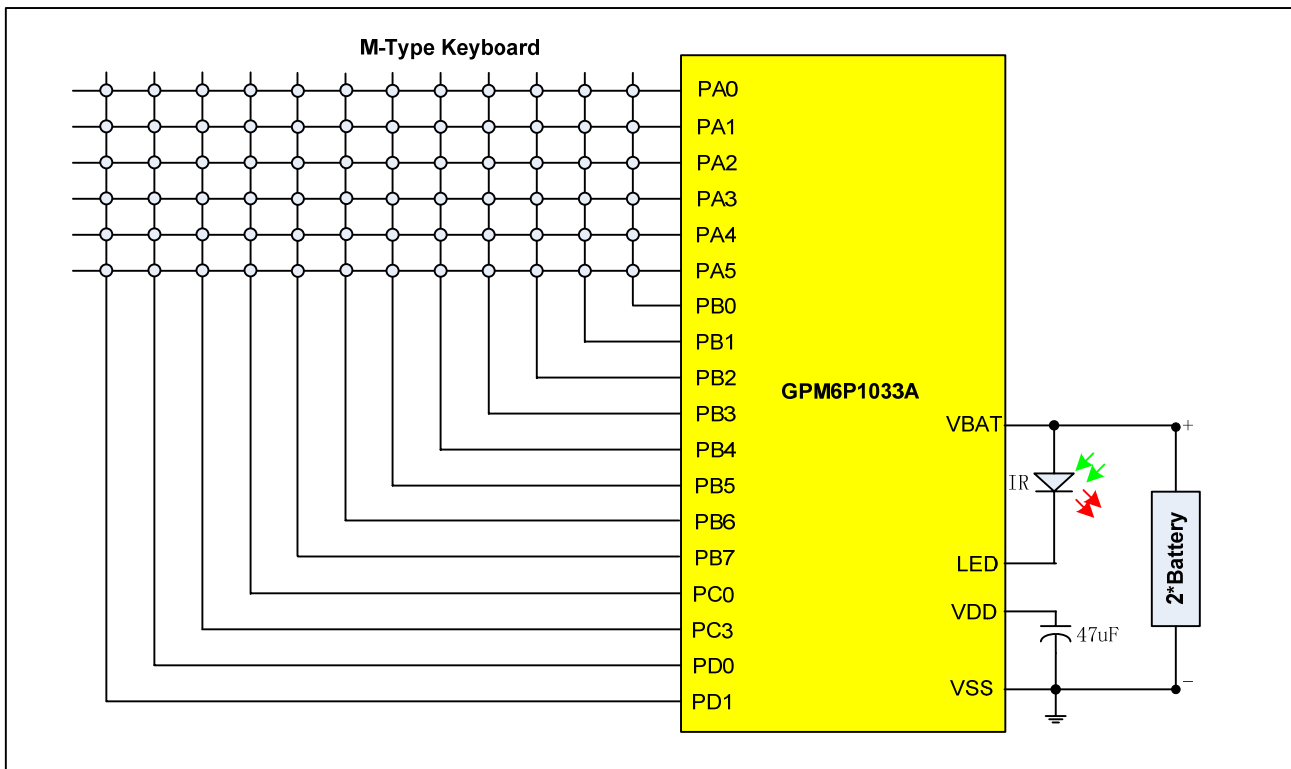 M-Type Keyboard
PA0
PA1
PA2
PA3
PA4
PA5
PB0
PB1
PB2
PB3
PB4
PB5
PB6
PB7
PC0
PC3
PD0
PD1
GPM6P1033A
VBAT
LED
VDD
VSS
IR
47uF
+
2*Battery
-